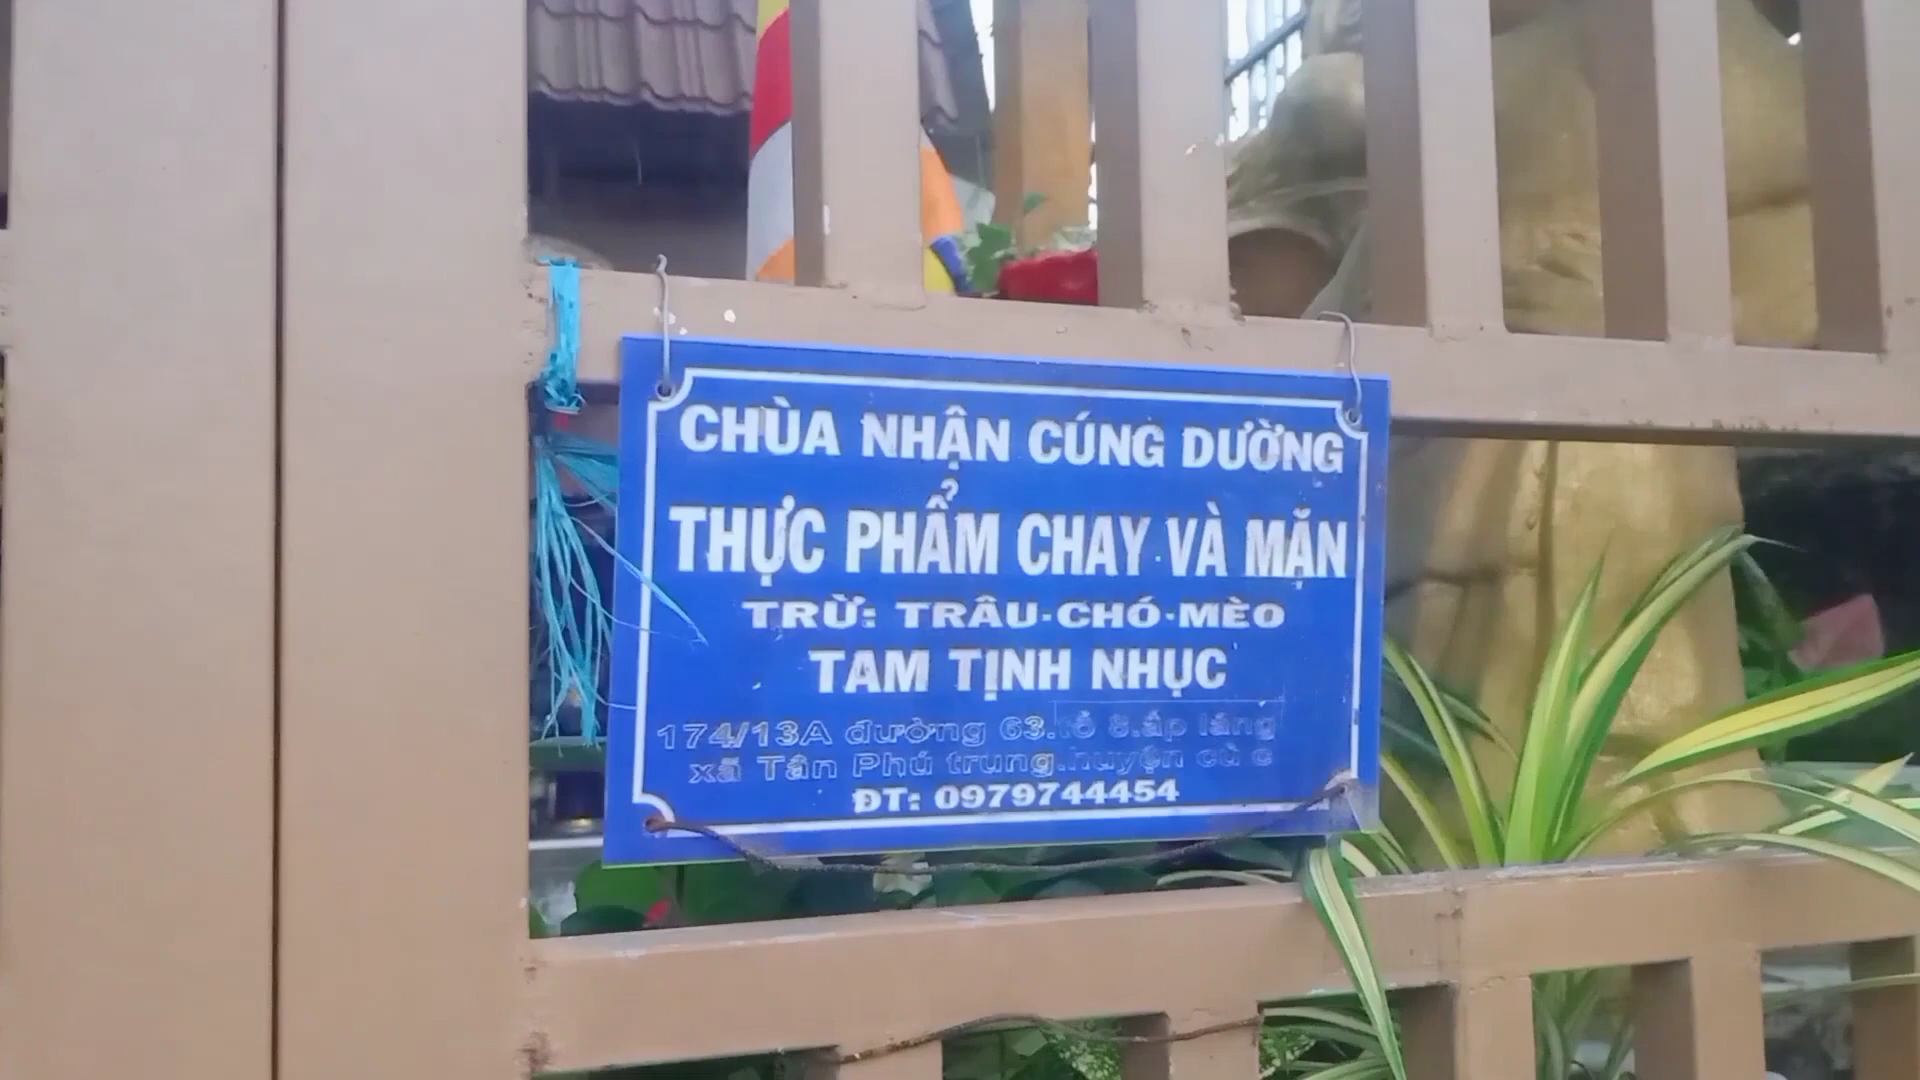 CHÙA NHẬN CÚNG DƯỜNG
THỰC PHẨM CHAY VÀ MẶN
TRỪ: TRÂU-CHÓ-MÈO
TAM TỊNH NHỤC
174/13A đường 63.tổ 8.ấp láng
xã Tân Phú trung.huyện củ c
ĐT: 0979744454